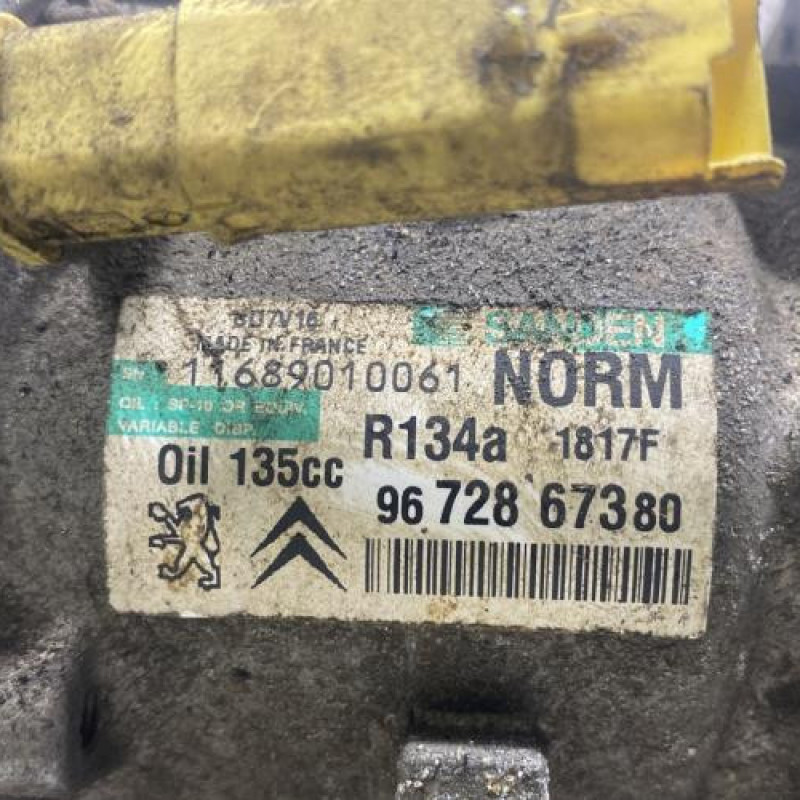 SD7V16
SANDEN
MADE IN FRANCE
SN 11689010061 NORM
OIL : SP-10 OR EQUIV.
VARIABLE DISP.
R134a 1817F
Oil 135cc
96 728 673 80